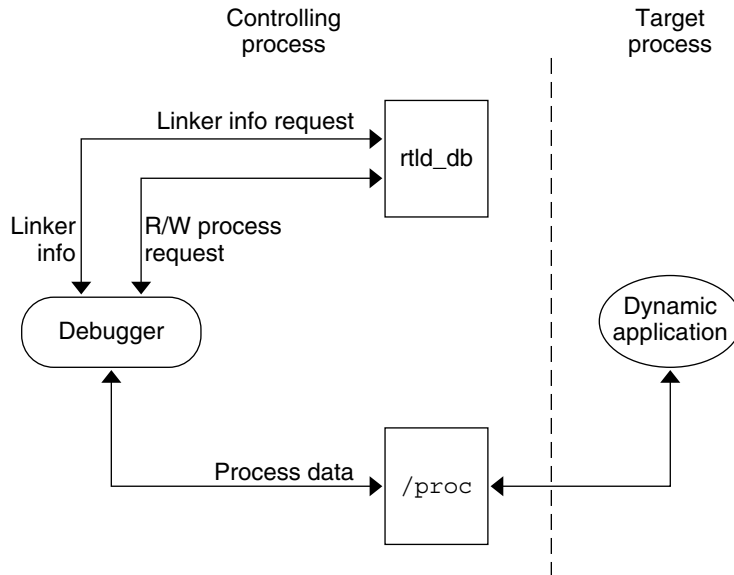 Controlling
process
Target
process
Linker info request
rtld_db
Linker
info
R/W process
request
Debugger
Dynamic
application
Process data
/proc